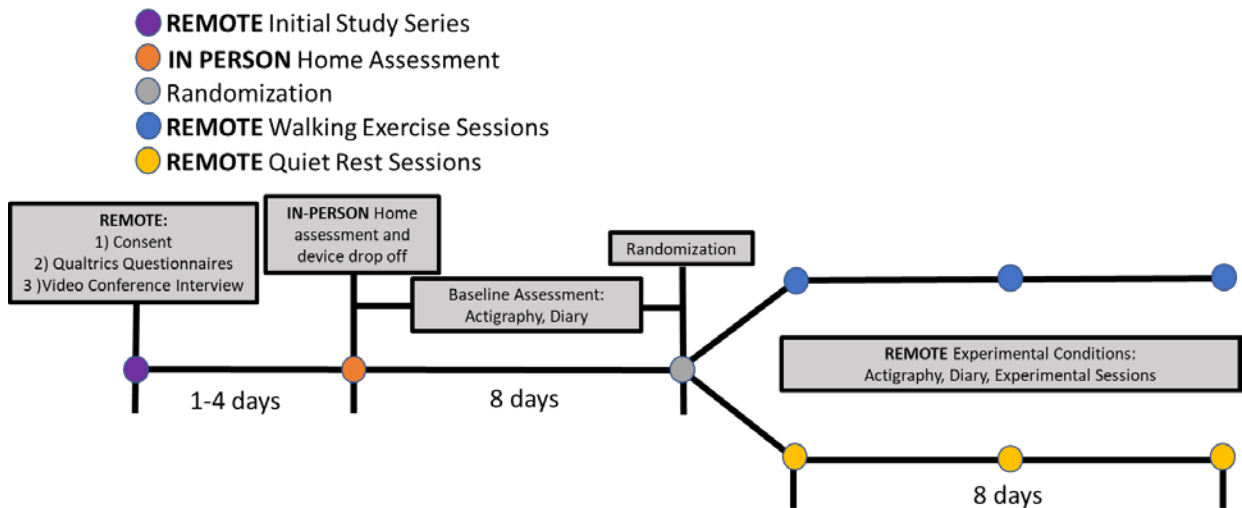 REMOTE Initial Study Series
IN PERSON Home Assessment
Randomization
REMOTE Walking Exercise Sessions
REMOTE Quiet Rest Sessions
REMOTE:
1) Consent
2) Qualtrics Questionnaires
3 )Video Conference Interview
IN-PERSON Home
assessment and
device drop off
Baseline Assessment:
Actigraphy, Diary
Randomization
REMOTE Experimental Conditions:
Actigraphy, Diary, Experimental Sessions
1-4 days
8 days
8 days